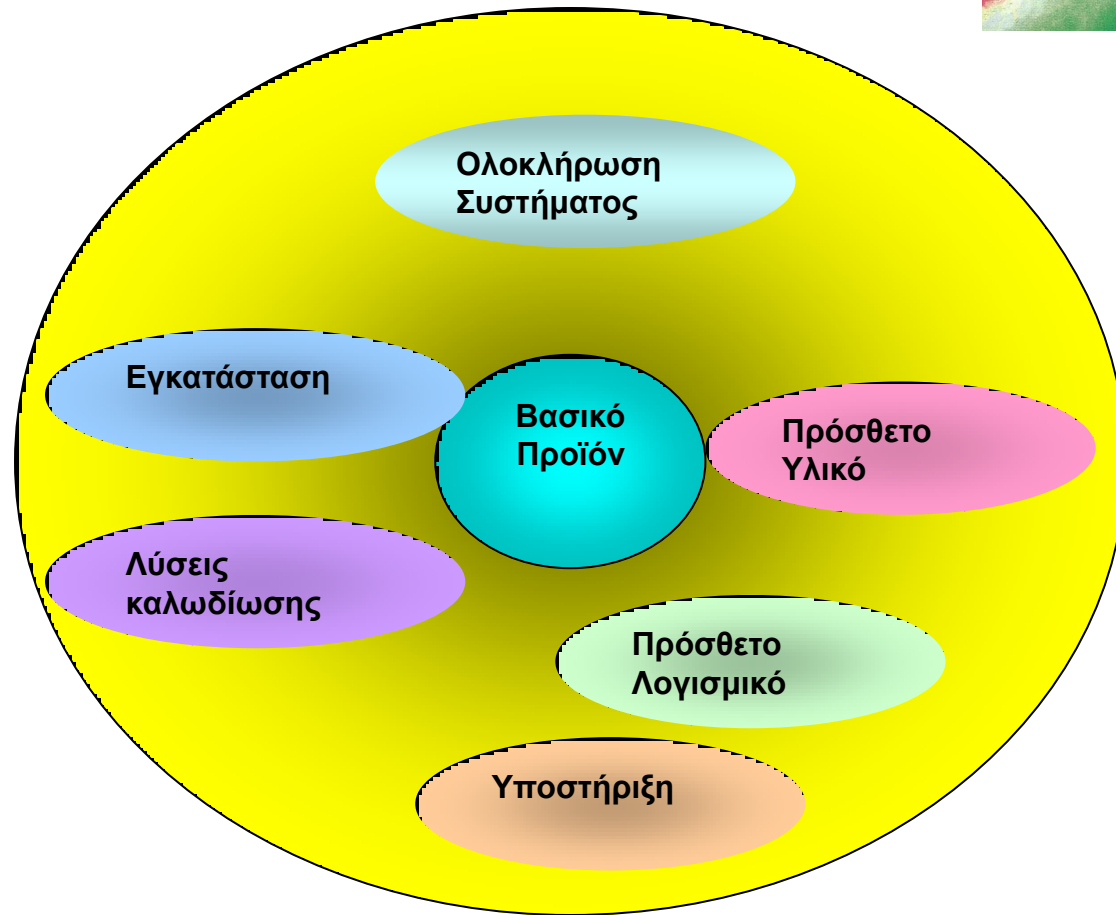 Ολοκλήρωση
Συστήματος
Εγκατάσταση
Βασικό
Προϊόν
Πρόσθετο
Υλικό
Λύσεις
καλωδίωσης
Πρόσθετο
Λογισμικό
Υποστήριξη